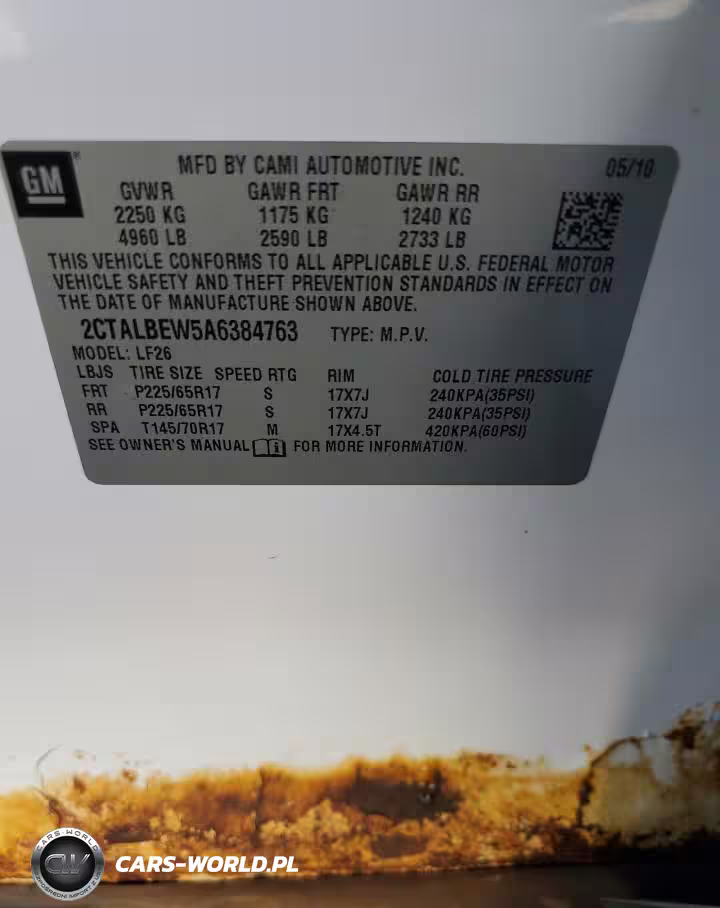 GM
MFD BY CAMI AUTOMOTIVE INC. 05/10
GVWR GAWR FRT GAWR RR
2250 KG 1175 KG 1240 KG
4960 LB 2590 LB 2733 LB
THIS VEHICLE CONFORMS TO ALL APPLICABLE U.S. FEDERAL MOTOR
VEHICLE SAFETY AND THEFT PREVENTION STANDARDS IN EFFECT ON
THE DATE OF MANUFACTURE SHOWN ABOVE.
2CTALBEW5A6384763 TYPE: M.P.V.
MODEL: LF26
LBJS TIRE SIZE SPEED RTG RIM COLD TIRE PRESSURE
FRT P225/65R17 S 17X7J 240KPA(35PSI)
RR P225/65R17 S 17X7J 240KPA(35PSI)
SPA T145/70R17 M 17X4.5T 420KPA(60PSI)
SEE OWNER'S MANUAL FOR MORE INFORMATION.
CARS-WORLD
CW
CARS-WORLD.PL